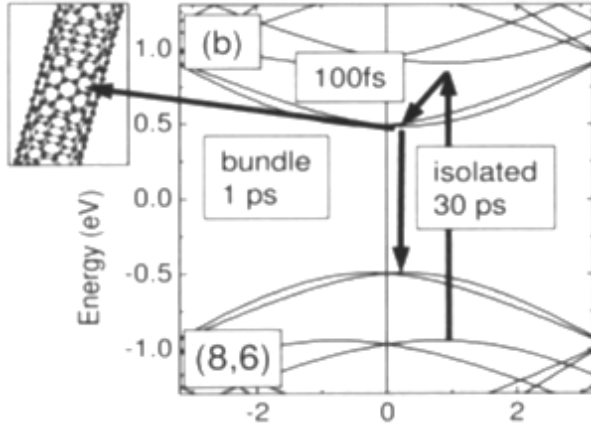 (b)
1.0
100fs
0.5
bundle
1 ps
isolated
30 ps
0.0
Energy (eV)
-0.5
-1.0
(8,6)
-2
0
2